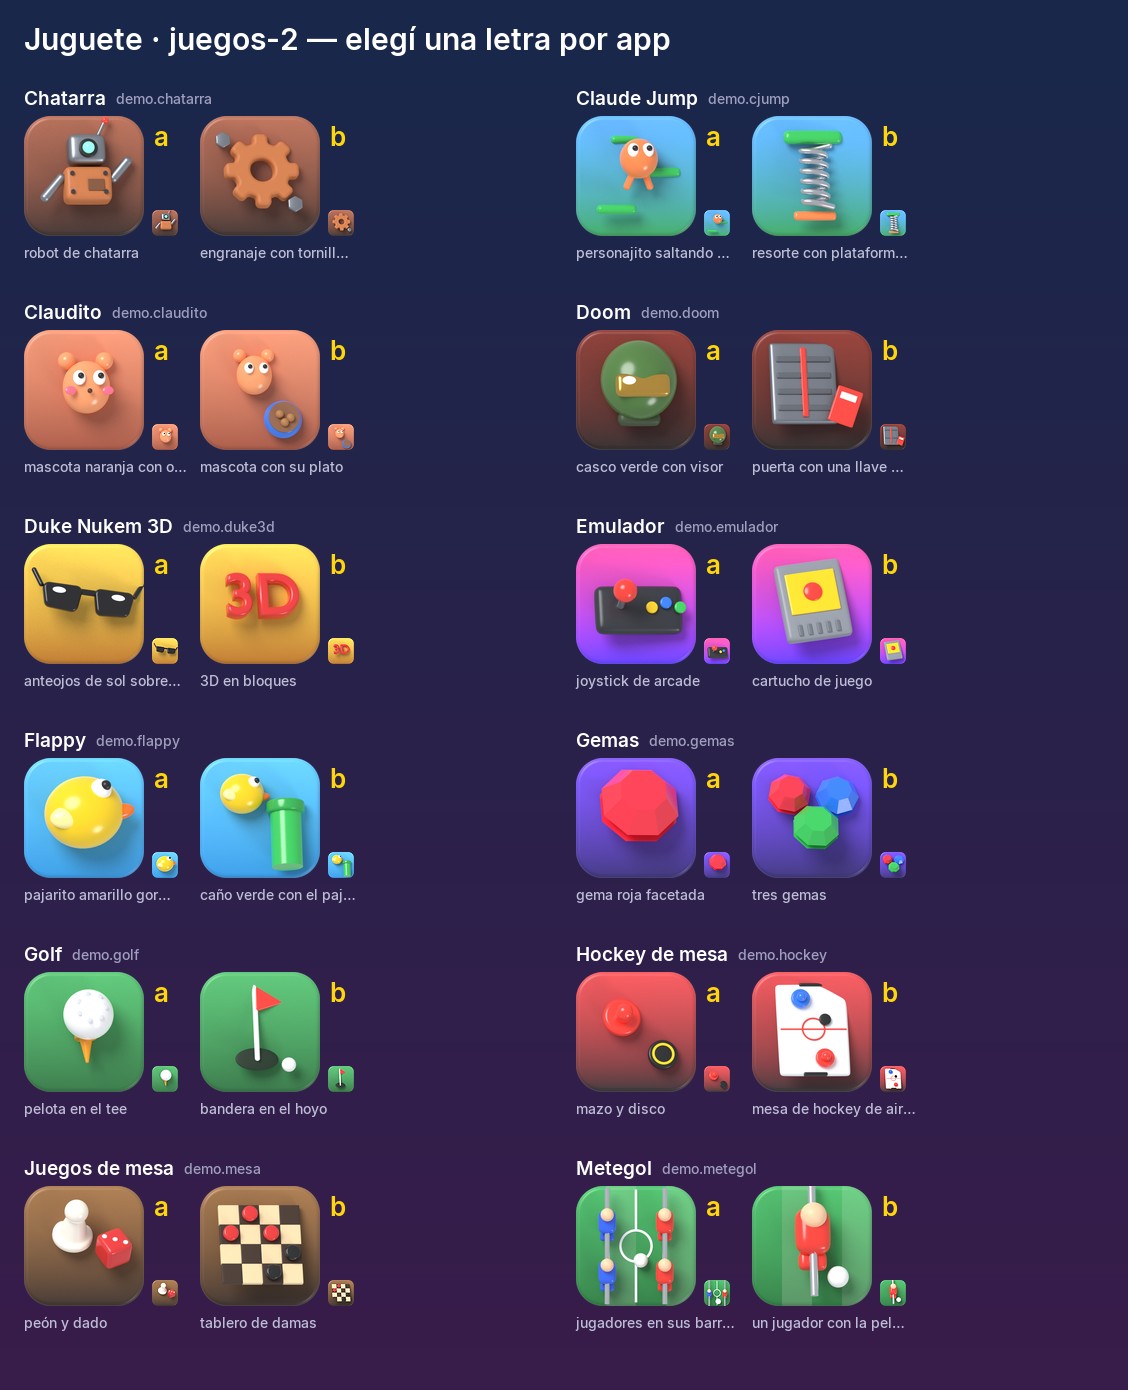 Juguete · juegos-2 — elegí una letra por app
Chatarra demo.chatarra
a
b
robot de chatarra
engranaje con tornill...
Claude Jump demo.cjump
a
b
personajito saltando ...
resorte con plataform...
Claudito demo.claudito
a
b
mascota naranja con o...
mascota con su plato
Doom demo.doom
a
b
casco verde con visor
puerta con una llave ...
Duke Nukem 3D demo.duke3d
a
3D
b
anteojos de sol sobre...
3D en bloques
Emulador demo.emulador
a
b
joystick de arcade
cartucho de juego
Flappy demo.flappy
a
b
pajarito amarillo gor...
caño verde con el paj...
Gemas demo.gemas
a
b
gema roja facetada
tres gemas
Golf demo.golf
a
b
pelota en el tee
bandera en el hoyo
Hockey de mesa demo.hockey
a
b
mazo y disco
mesa de hockey de air...
Juegos de mesa demo.mesa
a
b
peón y dado
tablero de damas
Metegol demo.metegol
a
b
jugadores en sus barr...
un jugador con la pel...